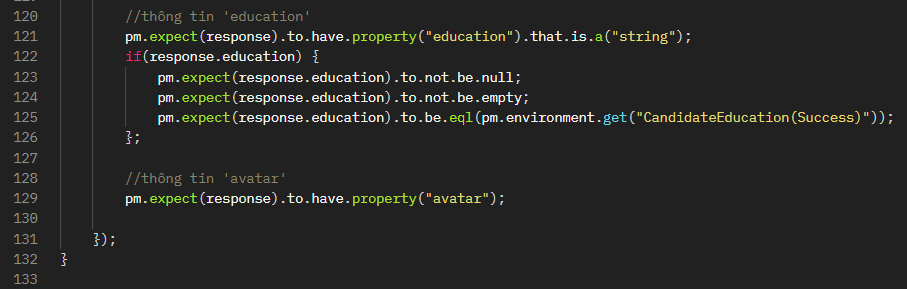 120 //thông tin 'education'
121 pm.expect(response).to.have.property("education").that.is.a("string");
122 if(response.education) {
123 pm.expect(response.education).to.not.be.null;
124 pm.expect(response.education).to.not.be.empty;
125 pm.expect(response.education).to.be.eql(pm.environment.get("CandidateEducation(Success)"));
126 };
127
128 //thông tin 'avatar'
129 pm.expect(response).to.have.property("avatar");
130
131 });
132 }
133